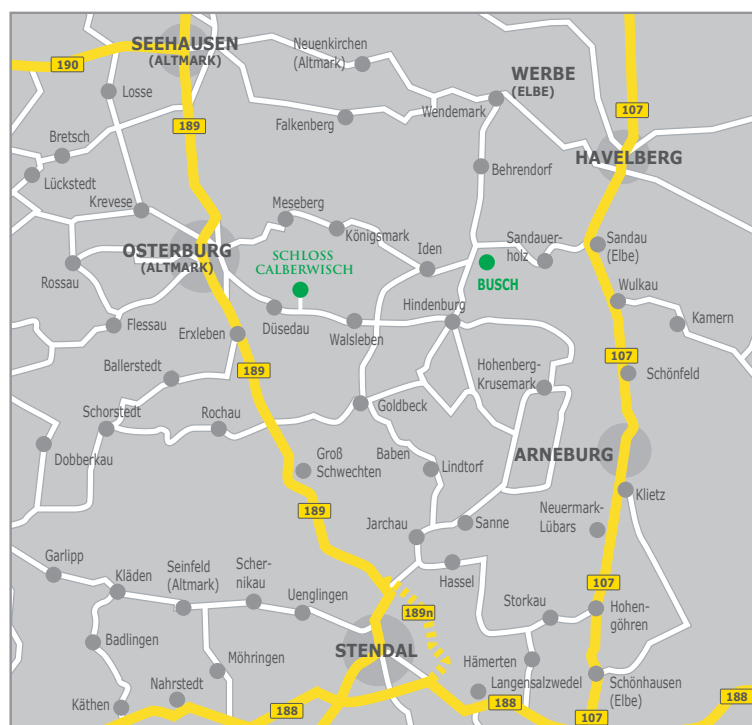 SEEHAUSEN
(ALTMARK)
Neuenkirchen
(Altmark)
190
Losse
WERBE
(ELBE)
107
Wendemark
189
Falkenberg
Bretsch
HAVELBERG
Lückstedt
Behrendorf
Krevese
Meseberg
Königsmark
OSTERBURG
(ALTMARK)
SCHLOSS
CALBERWISCH
Iden
Sandauer-
holz
Sandau
(Elbe)
Rossau
BUSCH
Wulkau
Hindenburg
Düsedau
Kamern
Flessau
Erxleben
Walsleben
107
Ballerstedt
189
Hohenberg-
Krusemark
Schönfeld
Schorstedt
Rochau
Goldbeck
Dobberkau
Groß
Schwechten
Baben
Lindtorf
ARNEBURG
Klietz
189
Neuermark-
Lübars
Jarchau
Sanne
Garlipp
Kläden
Seinfeld
(Altmark)
Scher-
nikau
Uenglingen
Hassel
107
189n
Storkau
Hohen-
göhren
Badlingen
Möhringen
STENDAL
Hämerten
Langensalzwedel
Schönhausen
(Elbe)
Nahrstedt
Käthen
188
188
188
107